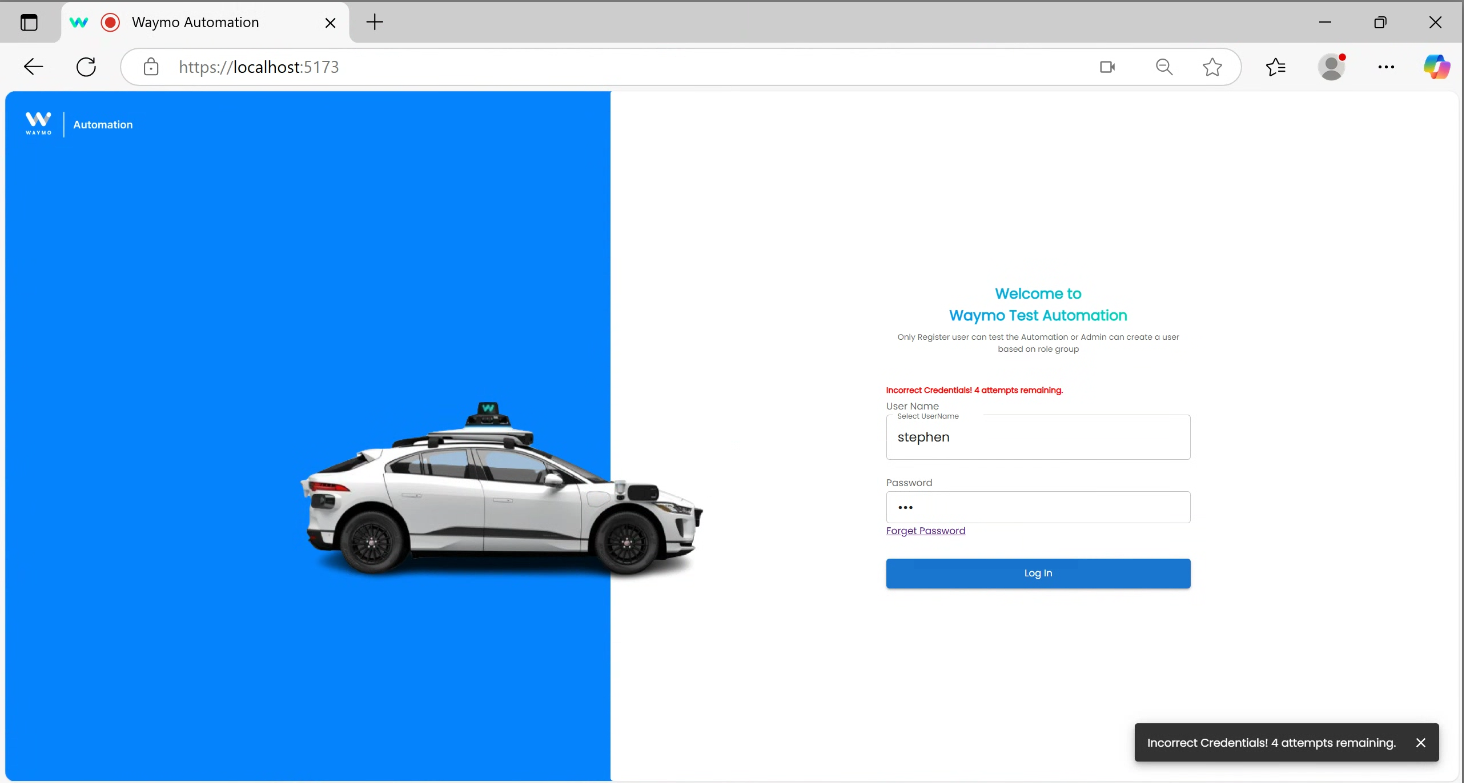 Waymo Automation
https://localhost:5173
WAYMO
Automation
Welcome to
Waymo Test Automation
Only Register user can test the Automation or Admin can create a user
based on role group
Incorrect Credentials! 4 attempts remaining.
User Name
Select UserName
stephen
Password
•••
Forget Password
Log In
Incorrect Credentials! 4 attempts remaining.